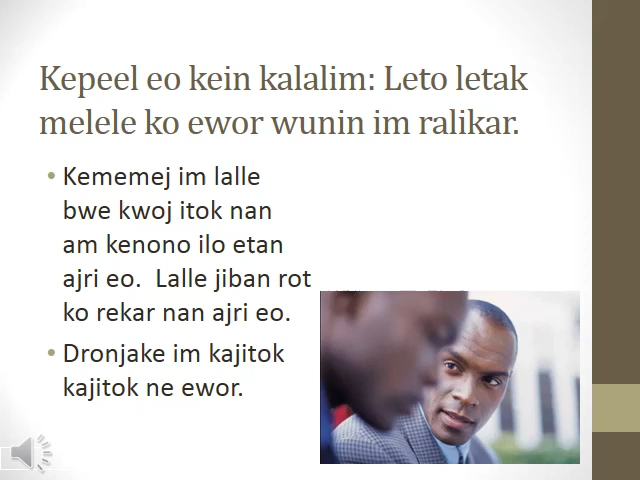 Kepeel eo kein kalalim: Leto letak
melele ko ewor wunin im ralikar.
• Kememej im lalle
bwe kwoj itok nan
am kenono ilo etan
ajri eo.  Lalle jiban rot
ko rekar nan ajri eo.
• Dronjake im kajitok
kajitok ne ewor.